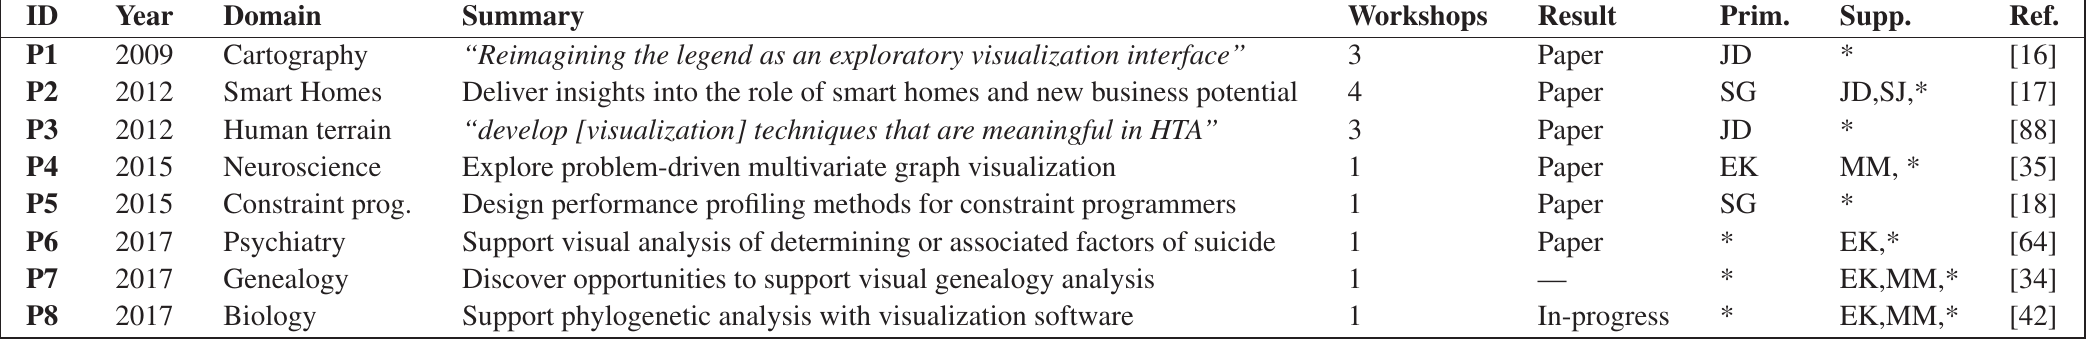 ID Year Domain Summary Workshops Result Prim. Supp. Ref.
P1 2009 Cartography “Reimagining the legend as an exploratory visualization interface” 3 Paper JD * [16]
P2 2012 Smart Homes Deliver insights into the role of smart homes and new business potential 4 Paper SG JD,SJ,* [17]
P3 2012 Human terrain “develop [visualization] techniques that are meaningful in HTA” 3 Paper JD * [88]
P4 2015 Neuroscience Explore problem-driven multivariate graph visualization 1 Paper EK MM, * [35]
P5 2015 Constraint prog. Design performance profiling methods for constraint programmers 1 Paper SG * [18]
P6 2017 Psychiatry Support visual analysis of determining or associated factors of suicide 1 Paper * EK,* [64]
P7 2017 Genealogy Discover opportunities to support visual genealogy analysis 1 — * EK,MM,* [34]
P8 2017 Biology Support phylogenetic analysis with visualization software 1 In-progress * EK,MM,* [42]